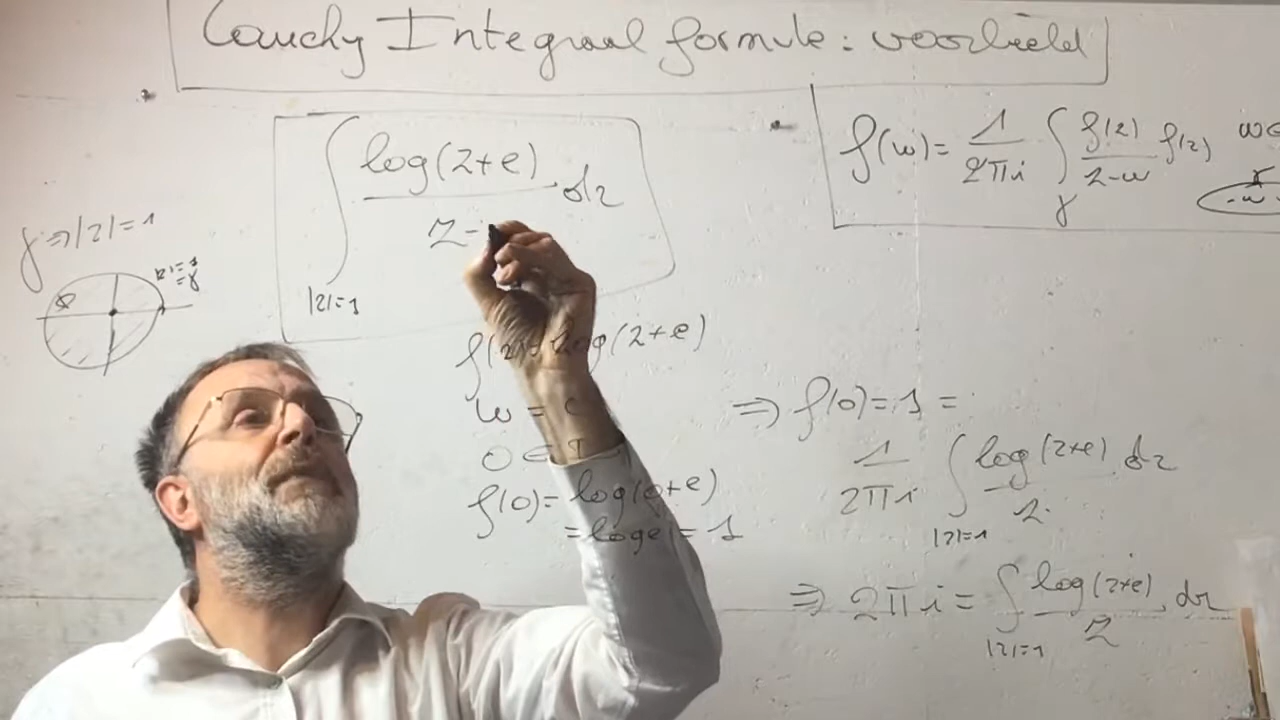 Cauchy Integraal formule: voorbeeld
∫ log(z+e) / z- dz
|z|=1
f(w) = 1/2πi ∫ f(z)/z-w f(z) w∈
γ
γ ⇒ |z|=1
|z|=1
=γ
f(z) = log(z+e)
w =
0 ∈
f(0) = log(0+e)
= log e = 1
⇒ f(0) = 1 =
1/2πi ∫ log(z+e)/z dz
|z|=1
⇒ 2πi = ∫ log(z+e)/z dz
|z|=1